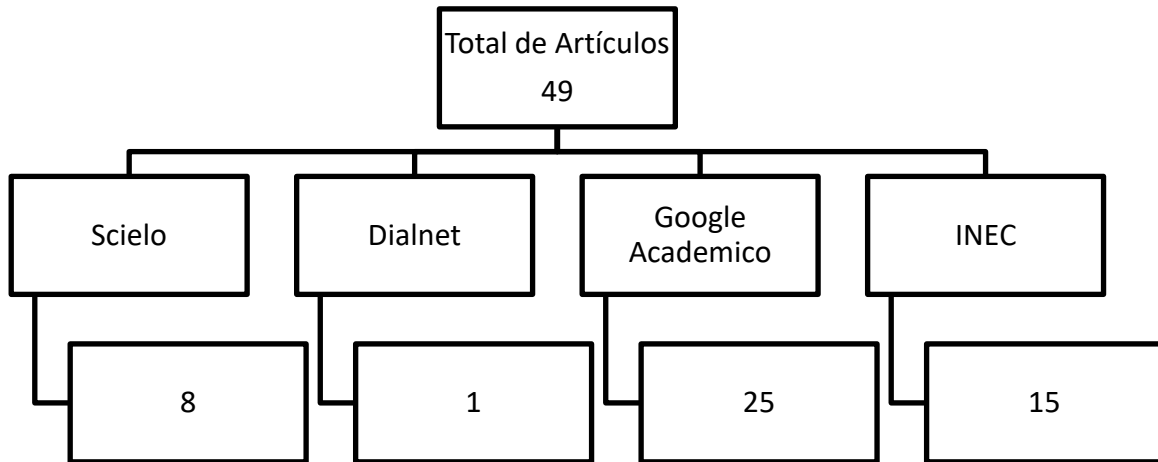 Total de Artículos
49
Scielo
Dialnet
Google
Academico
INEC
8
1
25
15